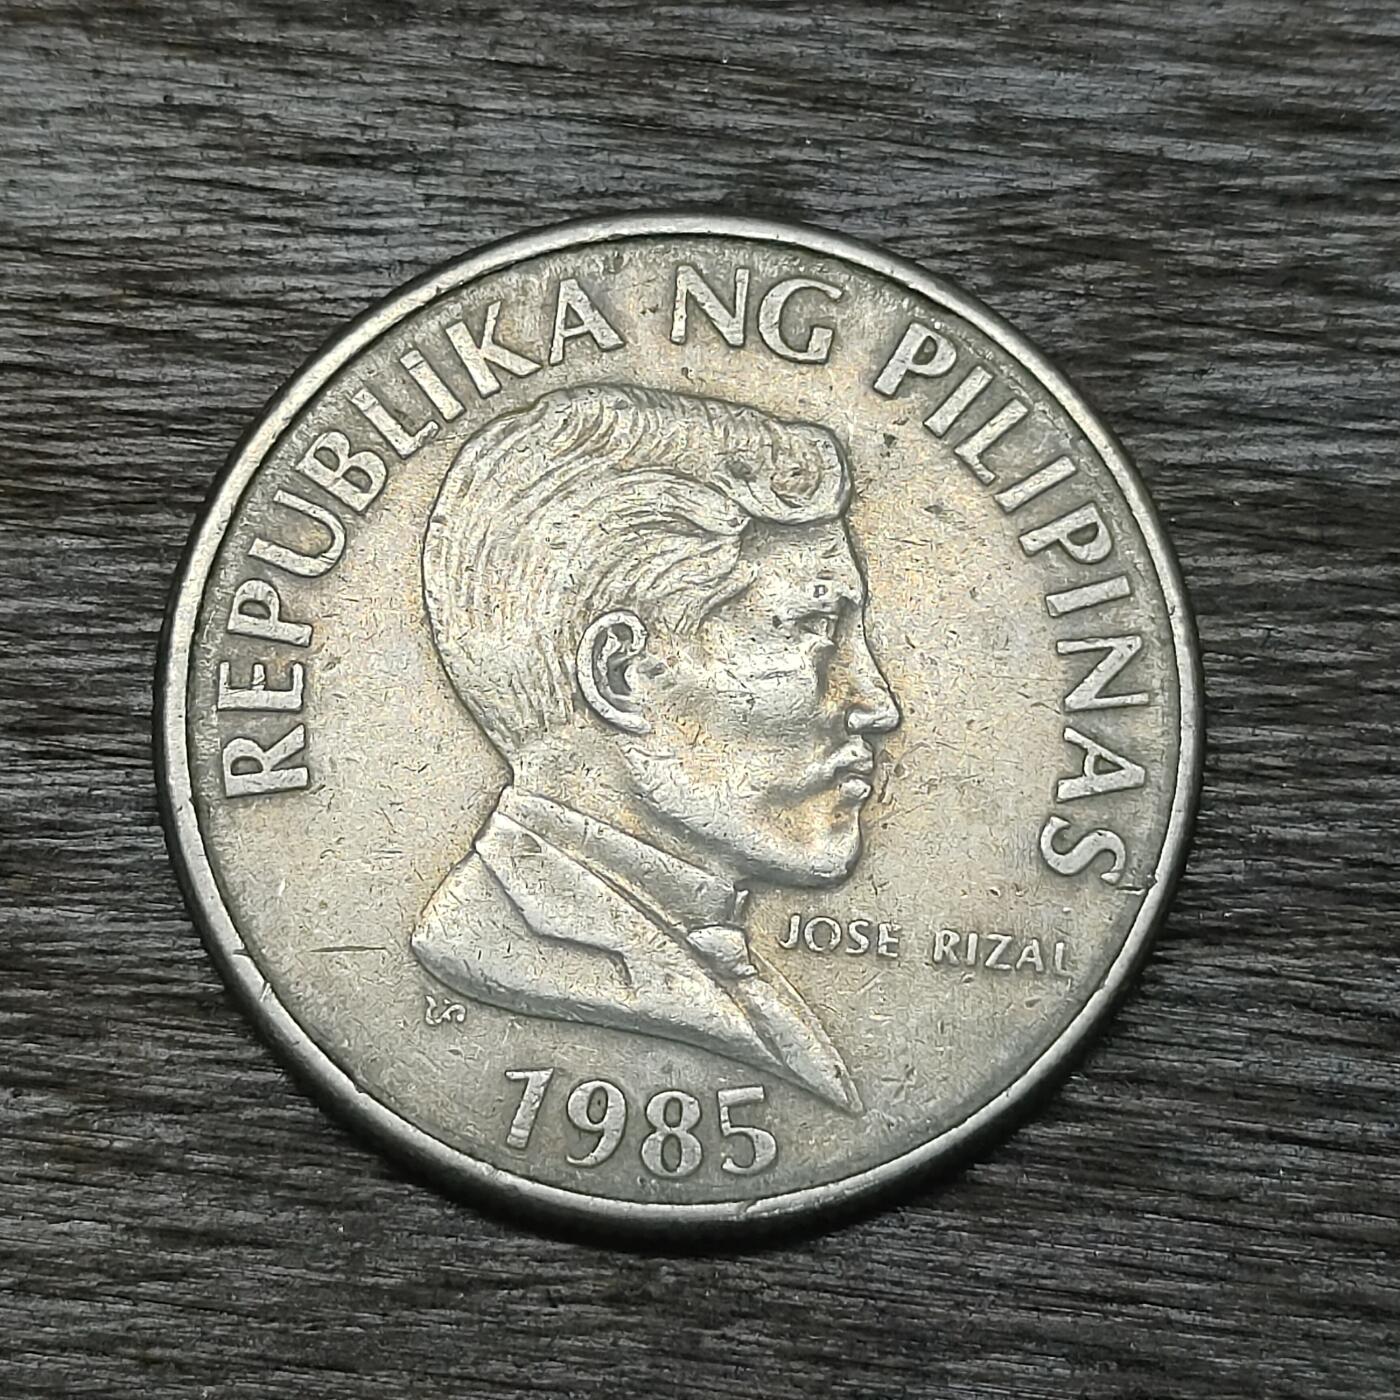 REPUBLIKA NG PILIPINAS
JOSE RIZAL
1985